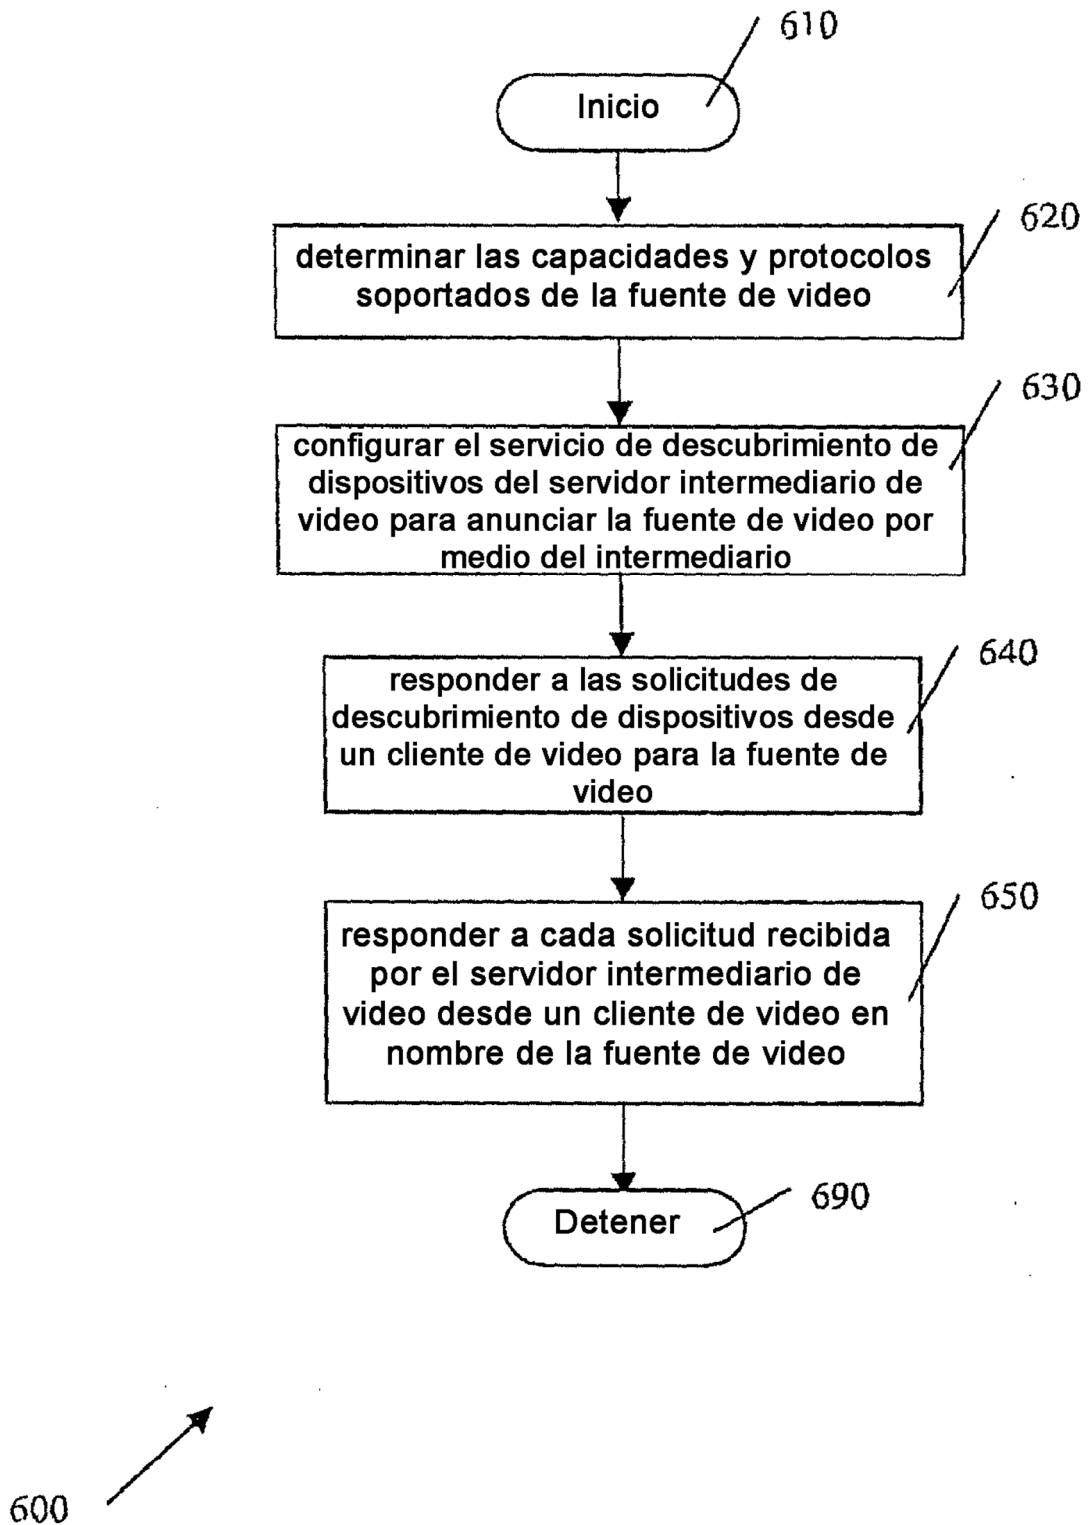 610
Inicio
620
determinar las capacidades y protocolos
soportados de la fuente de video
630
configurar el servicio de descubrimiento de
dispositivos del servidor intermediario de
video para anunciar la fuente de video por
medio del intermediario
640
responder a las solicitudes de
descubrimiento de dispositivos desde
un cliente de video para la fuente de
video
650
responder a cada solicitud recibida
por el servidor intermediario de
video desde un cliente de video en
nombre de la fuente de video
690
Detener
600